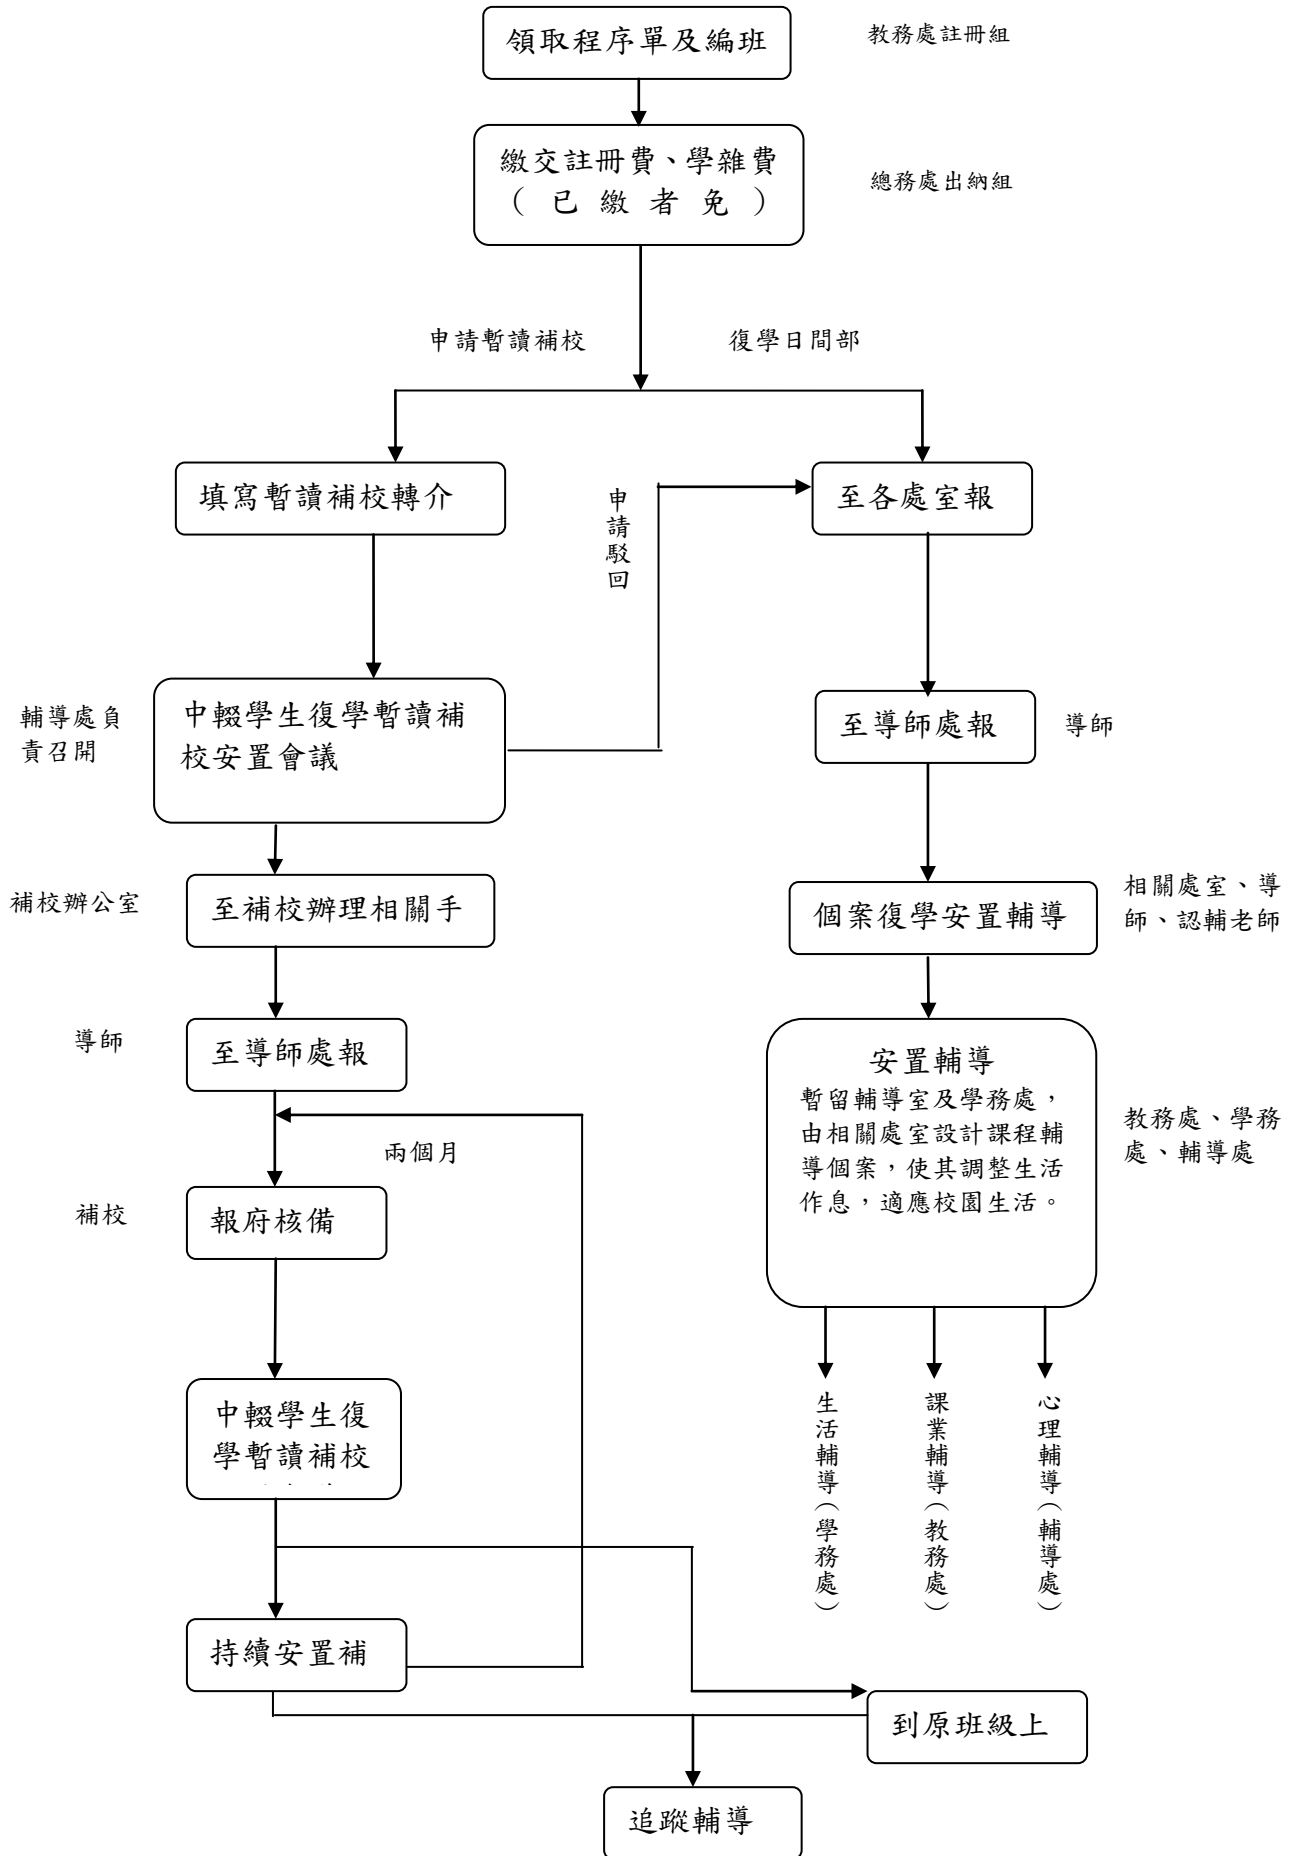 領取程序單及編班
教務處註冊組
繳交註冊費、學雜費
（已繳者免）
總務處出納組
申請暫讀補校
復學日間部
填寫暫讀補校轉介
申請駁回
至各處室報
輔導處負
責召開
中輟學生復學暫讀補
校安置會議
至導師處報
導師
補校辦公室
至補校辦理相關手
個案復學安置輔導
相關處室、導
師、認輔老師
導師
至導師處報
安置輔導
暫留輔導室及學務處，
由相關處室設計課程輔
導個案，使其調整生活
作息，適應校園生活。
教務處、學務
處、輔導處
兩個月
補校
報府核備
中輟學生復
學暫讀補校
生活輔導（學務處）
課業輔導（教務處）
心理輔導（輔導處）
持續安置補
到原班級上
追蹤輔導